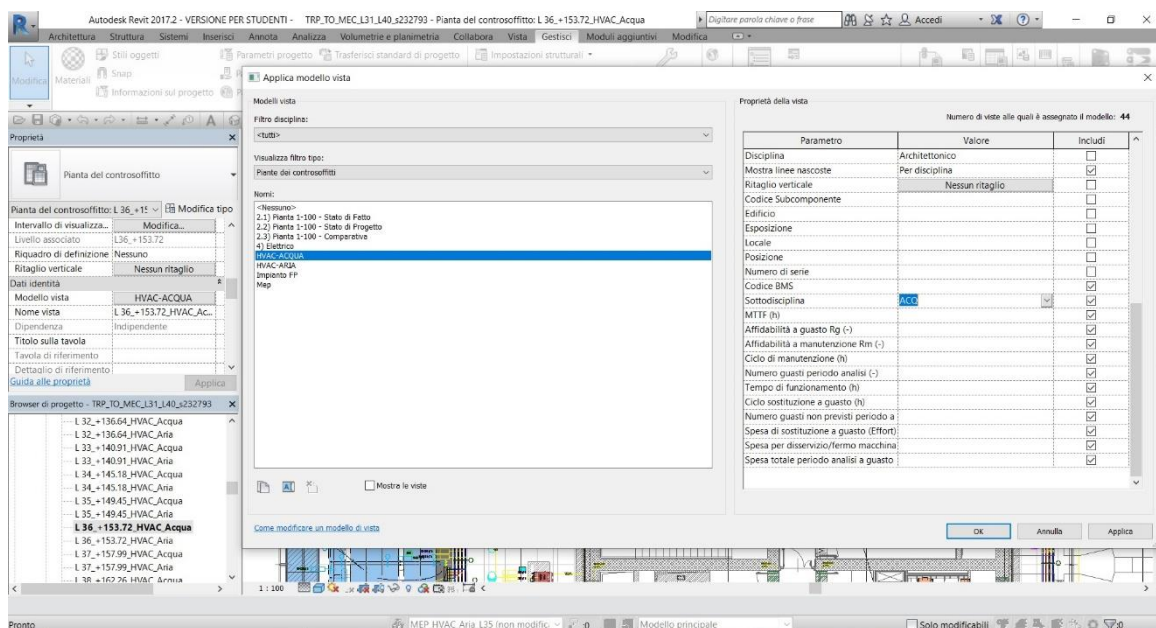 Autodesk Revit 2017.2 - VERSIONE PER STUDENTI - TRP_TO_MEC_L31_L40_s232793 - Pianta del controsoffitto: L 36_+153.72_HVAC_Acqua
Digitare parola chiave o frase
Accedi
Architettura Struttura Sistemi Inserisci Annota Analizza Volumetrie e planimetria Collabora Vista Gestisci Moduli aggiuntivi Modifica
Modifica
Materiali
Stili oggetti
Snap
Informazioni sul progetto
Parametri progetto
Trasferisci standard di progetto
Impostazioni strutturali
Proprietà
Pianta del controsoffitto
Pianta del controsoffitto: L 36_+15
Modifica tipo
Intervallo di visualizza... Modifica...
Livello associato L36_+153.72
Riquadro di definizione Nessuno
Ritaglio verticale Nessun ritaglio
Dati identità
Modello vista HVAC-ACQUA
Nome vista L 36_+153.72_HVAC_Ac...
Dipendenza Indipendente
Titolo sulla tavola
Tavola di riferimento
Dettaglio di riferimento
Guida alle proprietà
Applica
Browser di progetto - TRP_TO_MEC_L31_L40_s232793
L 32_+136.64_HVAC_Acqua
L 32_+136.64_HVAC_Aria
L 33_+140.91_HVAC_Acqua
L 33_+140.91_HVAC_Aria
L 34_+145.18_HVAC_Acqua
L 34_+145.18_HVAC_Aria
L 35_+149.45_HVAC_Acqua
L 35_+149.45_HVAC_Aria
L 36_+153.72_HVAC_Acqua
L 36_+153.72_HVAC_Aria
L 37_+157.99_HVAC_Acqua
L 37_+157.99_HVAC_Aria
L 38_+162.26_HVAC_Acqua
Applica modello vista
Modelli vista
Filtro disciplina:
<tutti>
Visualizza filtro tipo:
Piante dei controsoffitti
Nomi:
<Nessuno>
2.1) Pianta 1-100 - Stato di Fatto
2.2) Pianta 1-100 - Stato di Progetto
2.3) Pianta 1-100 - Comparativa
4) Elettrico
HVAC-ACQUA
HVAC-ARIA
Impianto FP
Mep
Mostra le viste
Come modificare un modello di vista
Proprietà della vista
Numero di viste alle quali è assegnato il modello: 44
Parametro Valore Includi
Disciplina Architettonico
Mostra linee nascoste Per disciplina
Ritaglio verticale Nessun ritaglio
Codice Subcomponente
Edificio
Esposizione
Locale
Posizione
Numero di serie
Codice BMS
Sottodisciplina ACQ
MTTF (h)
Affidabilità a guasto Rg (-)
Affidabilità a manutenzione Rm (-)
Ciclo di manutenzione (h)
Numero guasti periodo analisi (-)
Tempo di funzionamento (h)
Ciclo sostituzione a guasto (h)
Numero guasti non previsti periodo a
Spesa di sostituzione a guasto (Effort)
Spesa per disservizio/fermo macchina
Spesa totale periodo analisi a guasto
OK Annulla Applica
1 : 100
Pronto
MEP HVAC Aria L35 (non modific
:0
Modello principale
Solo modificabili
:0